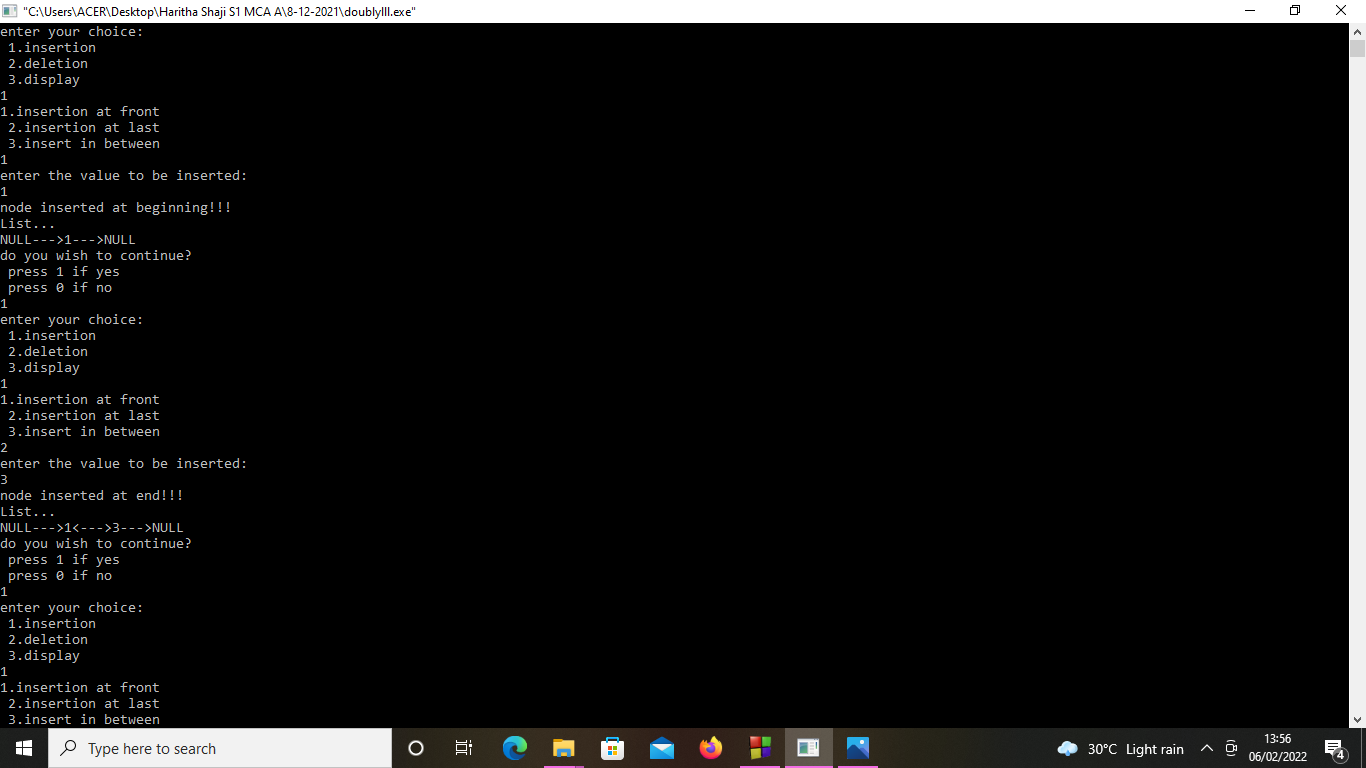 "C:\Users\ACER\Desktop\Haritha Shaji S1 MCA A\8-12-2021\doublylll.exe"
enter your choice:
 1.insertion
 2.deletion
 3.display
1
1.insertion at front
 2.insertion at last
 3.insert in between
1
enter the value to be inserted:
1
node inserted at beginning!!!
List...
NULL--->1--->NULL
do you wish to continue?
 press 1 if yes
 press 0 if no
1
enter your choice:
 1.insertion
 2.deletion
 3.display
1
1.insertion at front
 2.insertion at last
 3.insert in between
2
enter the value to be inserted:
3
node inserted at end!!!
List...
NULL--->1<--->3--->NULL
do you wish to continue?
 press 1 if yes
 press 0 if no
1
enter your choice:
 1.insertion
 2.deletion
 3.display
1
1.insertion at front
 2.insertion at last
 3.insert in between
Type here to search
30°C Light rain
13:56
06/02/2022
4